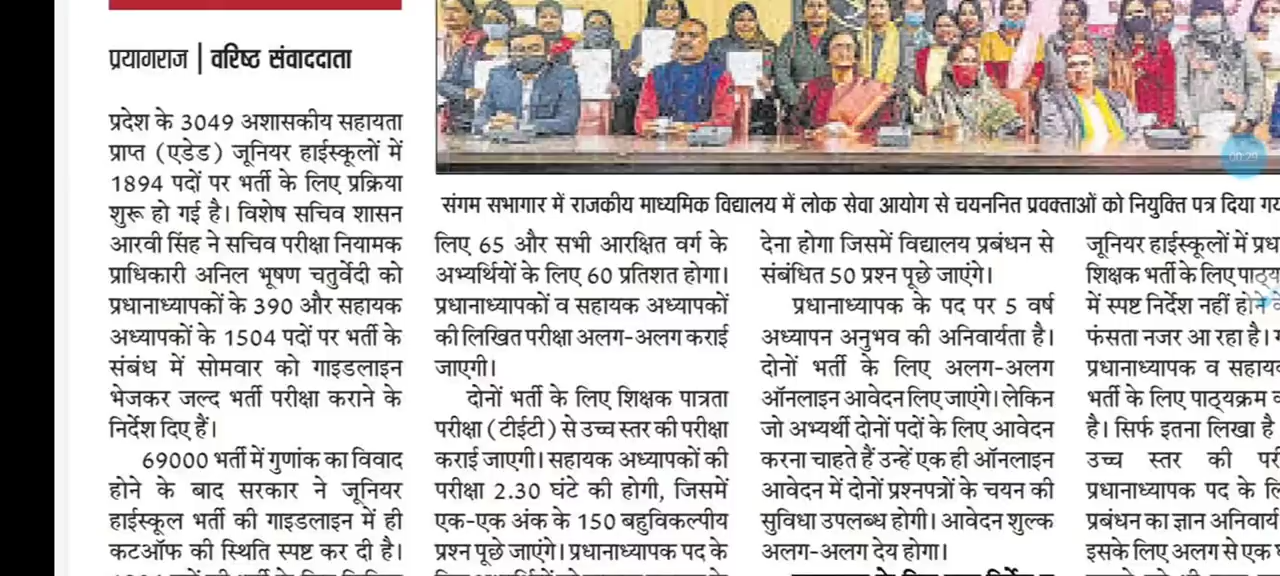 प्रयागराज | वरिष्ठ संवाददाता
प्रदेश के 3049 अशासकीय सहायता
प्राप्त (एडेड) जूनियर हाईस्कूलों में
1894 पदों पर भर्ती के लिए प्रक्रिया
शुरू हो गई है। विशेष सचिव शासन
आरवी सिंह ने सचिव परीक्षा नियामक
प्राधिकारी अनिल भूषण चतुर्वेदी को
प्रधानाध्यापकों के 390 और सहायक
अध्यापकों के 1504 पदों पर भर्ती के
संबंध में सोमवार को गाइडलाइन
भेजकर जल्द भर्ती परीक्षा कराने के
निर्देश दिए हैं।
69000 भर्ती में गुणांक का विवाद
होने के बाद सरकार ने जूनियर
हाईस्कूल भर्ती की गाइडलाइन में ही
कटऑफ की स्थिति स्पष्ट कर दी है।
00:29
संगम सभागार में राजकीय माध्यमिक विद्यालय में लोक सेवा आयोग से चयननित प्रवक्ताओं को नियुक्ति पत्र दिया
लिए 65 और सभी आरक्षित वर्ग के
अभ्यर्थियों के लिए 60 प्रतिशत होगा।
प्रधानाध्यापकों व सहायक अध्यापकों
की लिखित परीक्षा अलग-अलग कराई
जाएगी।
दोनों भर्ती के लिए शिक्षक पात्रता
परीक्षा (टीईटी) से उच्च स्तर की परीक्षा
कराई जाएगी। सहायक अध्यापकों की
परीक्षा 2.30 घंटे की होगी, जिसमें
एक-एक अंक के 150 बहुविकल्पीय
प्रश्न पूछे जाएंगे। प्रधानाध्यापक पद के
देना होगा जिसमें विद्यालय प्रबंधन से
संबंधित 50 प्रश्न पूछे जाएंगे।
प्रधानाध्यापक के पद पर 5 वर्ष
अध्यापन अनुभव की अनिवार्यता है।
दोनों भर्ती के लिए अलग-अलग
ऑनलाइन आवेदन लिए जाएंगे। लेकिन
जो अभ्यर्थी दोनों पदों के लिए आवेदन
करना चाहते हैं उन्हें एक ही ऑनलाइन
आवेदन में दोनों प्रश्नपत्रों के चयन की
सुविधा उपलब्ध होगी। आवेदन शुल्क
अलग-अलग देय होगा।
जूनियर हाईस्कूलों में
शिक्षक भर्ती के लिए
में स्पष्ट निर्देश नहीं होने
फंसता नजर आ रहा है।
प्रधानाध्यापक व
भर्ती के लिए पाठ्यक्रम
है। सिर्फ इतना लिखा है
उच्च स्तर की
प्रधानाध्यापक पद के
प्रबंधन का ज्ञान
इसके लिए अलग से एक